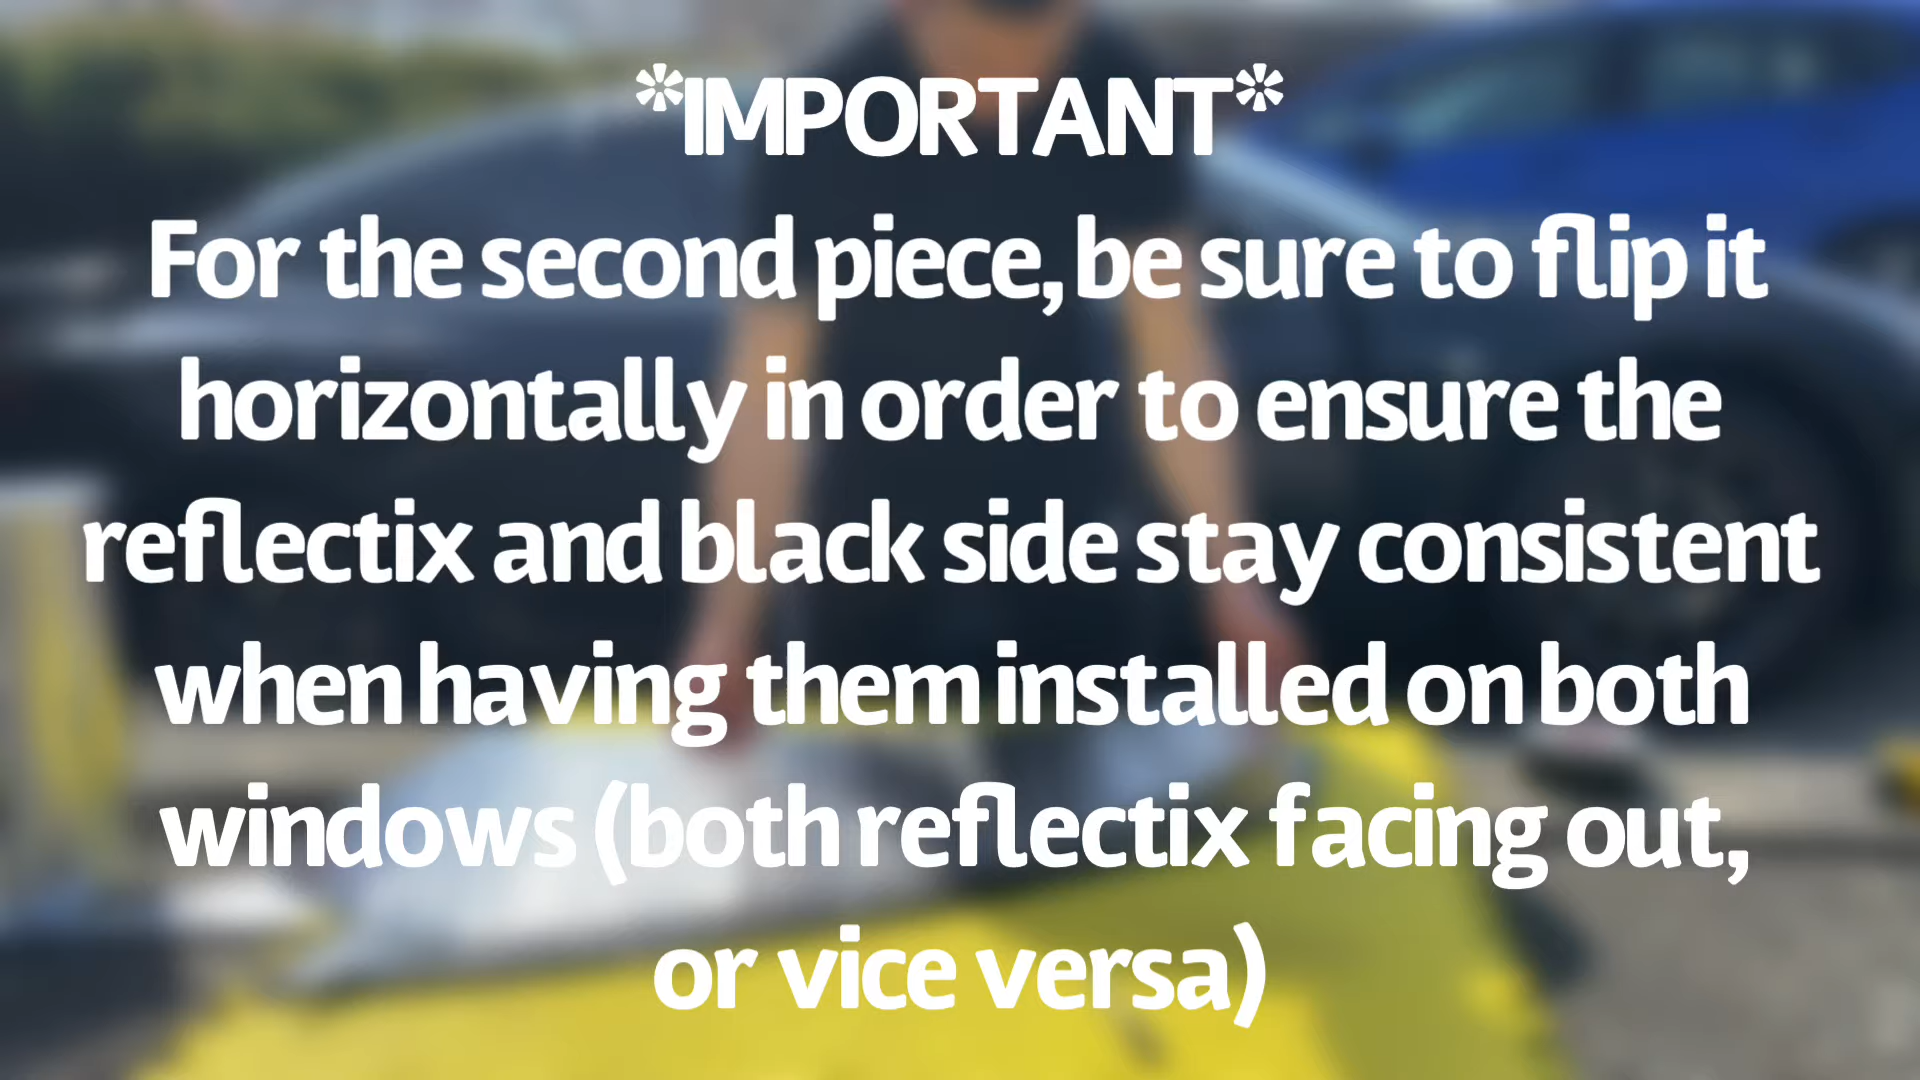 *IMPORTANT*
For the second piece, be sure to flip it
horizontally in order to ensure the
reflectix and black side stay consistent
when having them installed on both
windows (both reflectix facing out,
or vice versa)